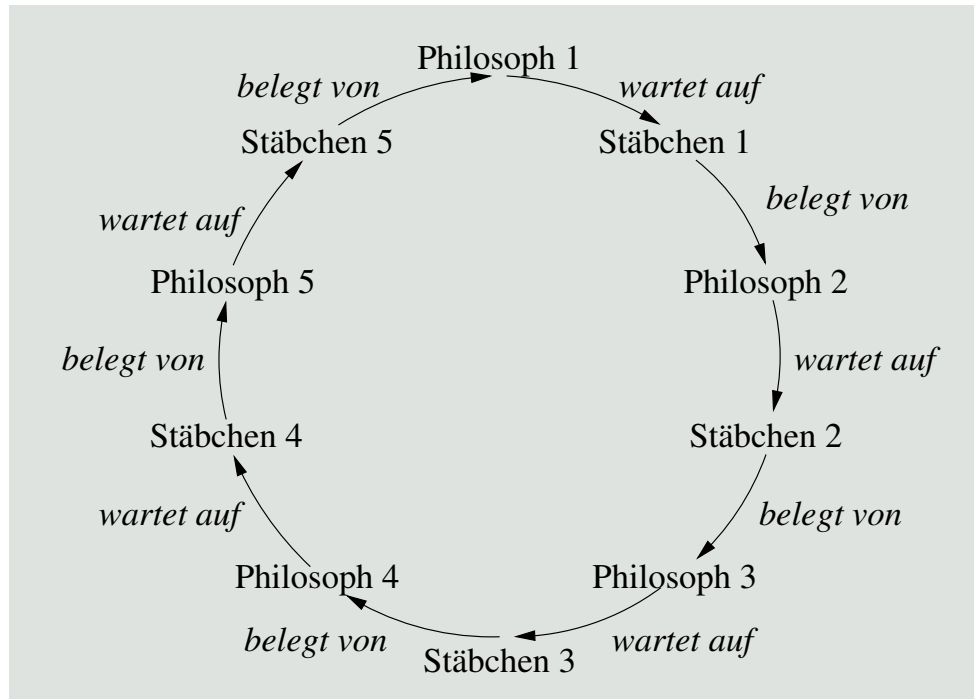 Philosoph 1
belegt von
wartet auf
Stäbchen 5
Stäbchen 1
belegt von
wartet auf
Philosoph 5
Philosoph 2
belegt von
wartet auf
Stäbchen 4
Stäbchen 2
wartet auf
belegt von
Philosoph 4
Philosoph 3
belegt von
wartet auf
Stäbchen 3